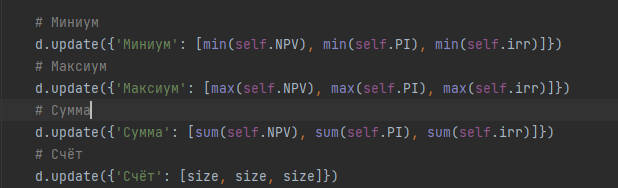 # Миниум
d.update({'Миниум': [min(self.NPV), min(self.PI), min(self.irr)]})
# Максиум
d.update({'Максиум': [max(self.NPV), max(self.PI), max(self.irr)]})
# Сумма
d.update({'Сумма': [sum(self.NPV), sum(self.PI), sum(self.irr)]})
# Счёт
d.update({'Счёт': [size, size, size]})